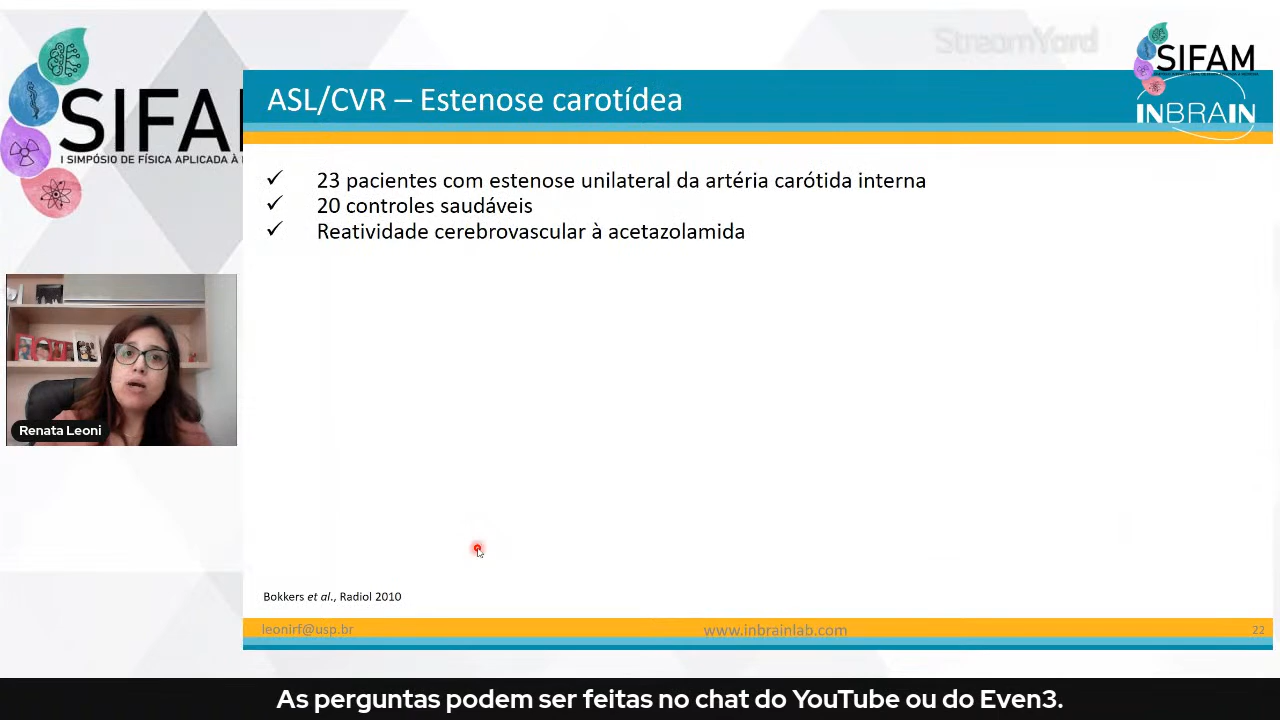 StreamYard
SIFAM
INBRAIN
SIFA
I SIMPÓSIO DE FÍSICA APLICADA À
ASL/CVR – Estenose carotídea
✓ 23 pacientes com estenose unilateral da artéria carótida interna
✓ 20 controles saudáveis
✓ Reatividade cerebrovascular à acetazolamida
Renata Leoni
Bokkers et al., Radiol 2010
leonirf@usp.br
www.inbrainlab.com
22
As perguntas podem ser feitas no chat do YouTube ou do Even3.